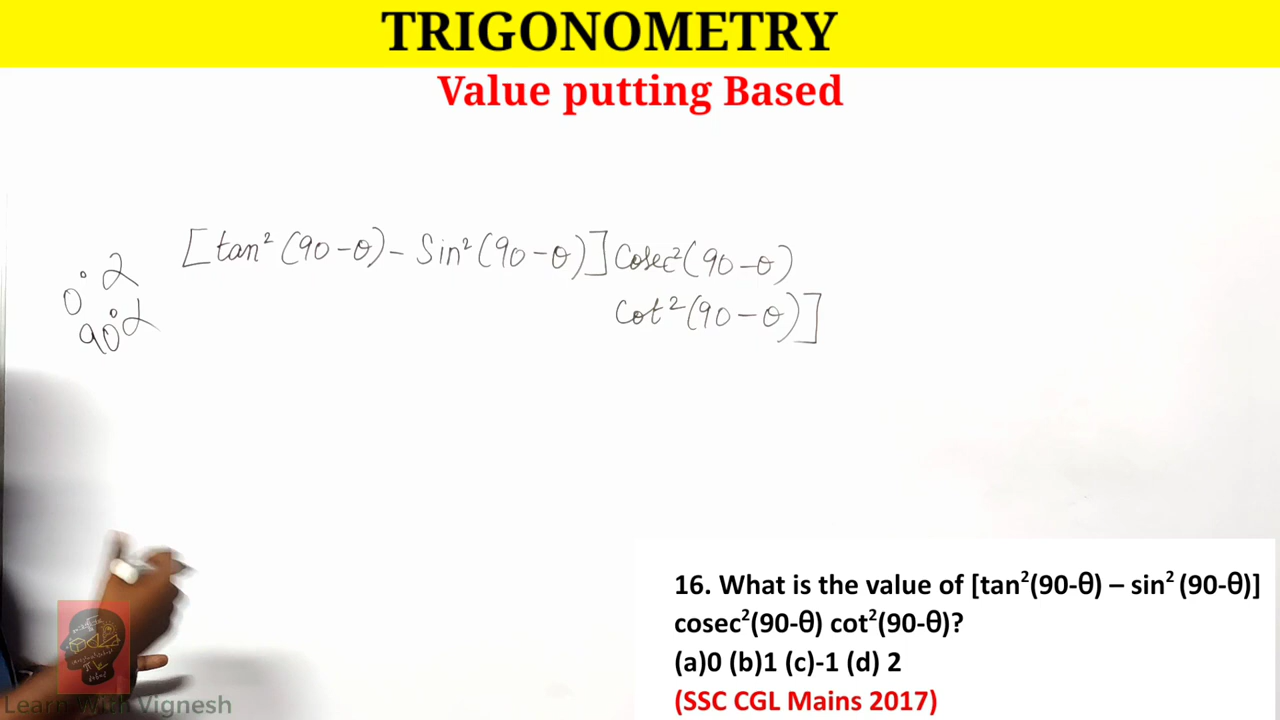 TRIGONOMETRY
Value putting Based
[tan² (90-θ) - Sin² (90-θ)] Cosec² (90-θ)
Cot² (90-θ)]
0° α
90° α
16. What is the value of [tan²(90-θ) – sin² (90-θ)]
cosec²(90-θ) cot²(90-θ)?
(a)0 (b)1 (c)-1 (d) 2
(SSC CGL Mains 2017)
Learn With Vignesh